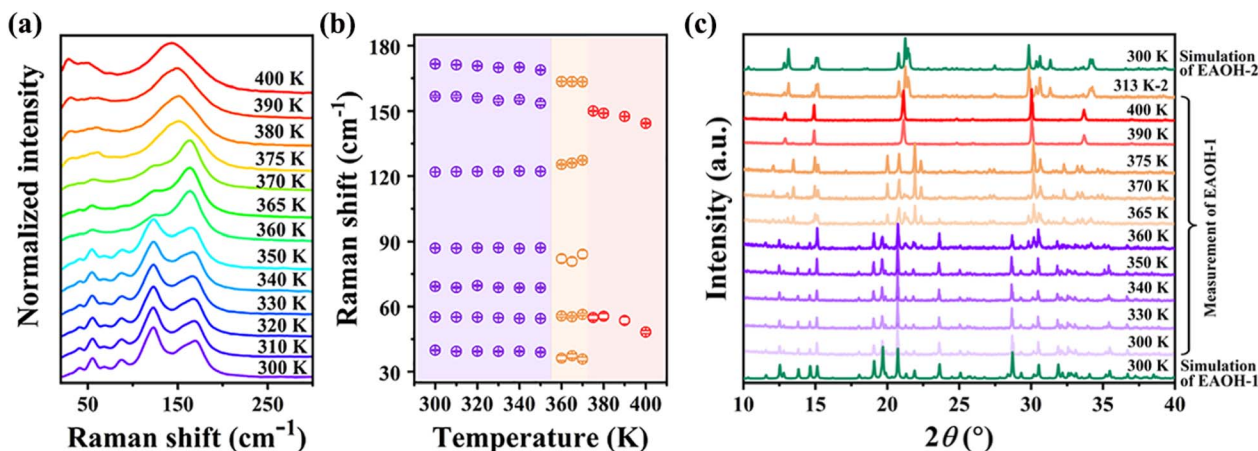 (a)
Normalized intensity
400 K
390 K
380 K
375 K
370 K
365 K
360 K
350 K
340 K
330 K
320 K
310 K
300 K
50 150 250
Raman shift (cm⁻¹)
(b)
Raman shift (cm⁻¹)
180
150
120
90
60
30
300 320 340 360 380 400
Temperature (K)
(c)
Intensity (a.u.)
300 K
Simulation
of EAOH-2
313 K-2
400 K
390 K
375 K
370 K
365 K
360 K
350 K
340 K
330 K
300 K
Measurement of EAOH-1
300 K
Simulation
of EAOH-1
10 15 20 25 30 35 40
2θ (°)